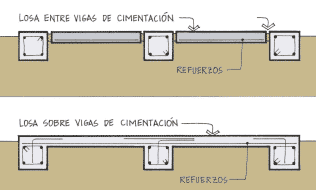 LOSA ENTRE VIGAS DE CIMENTACIÓN
REFUERZOS
LOSA SOBRE VIGAS DE CIMENTACIÓN
REFUERZOS